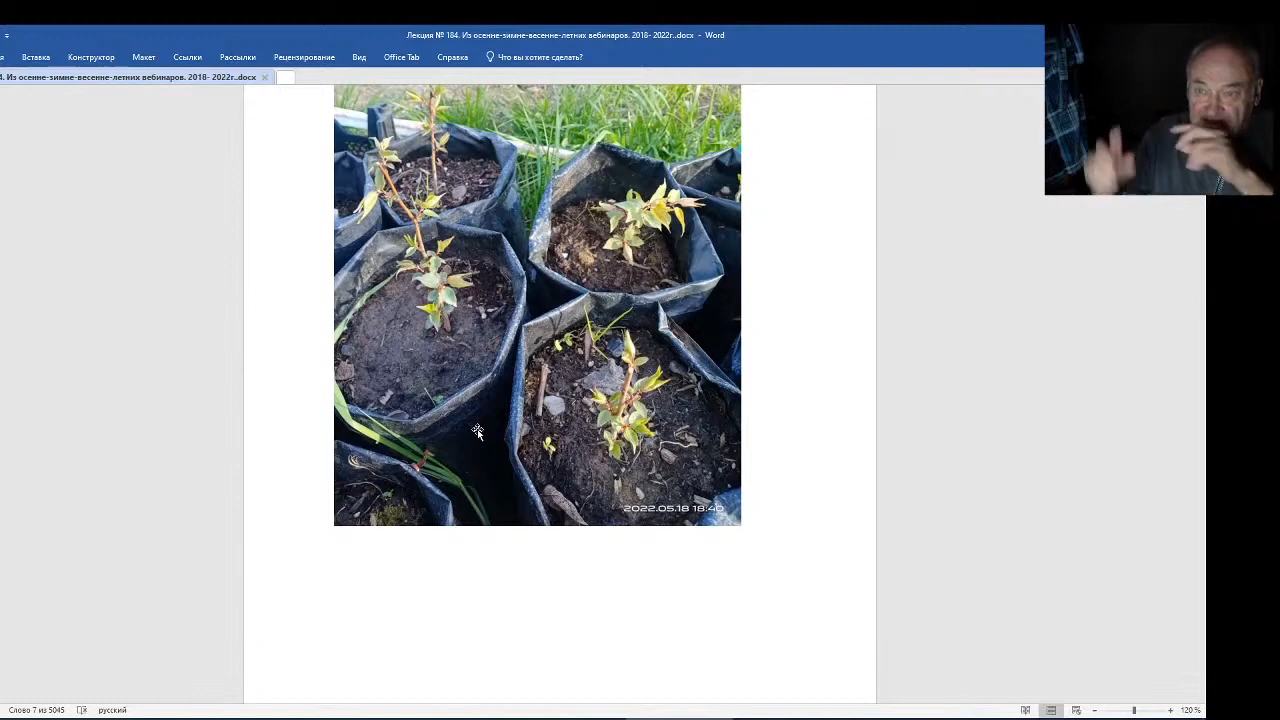 Лекция № 184. Из осенне-зимне-весенне-летних вебинаров. 2018- 2022г..docx - Word
Вставка Конструктор Макет Ссылки Рассылки Рецензирование Вид Office Tab Справка Что вы хотите сделать?
4. Из осенне-зимне-весенне-летних вебинаров. 2018- 2022г..docx
2022.05.18 18:40
Слово 7 из 5045 русский 120 %